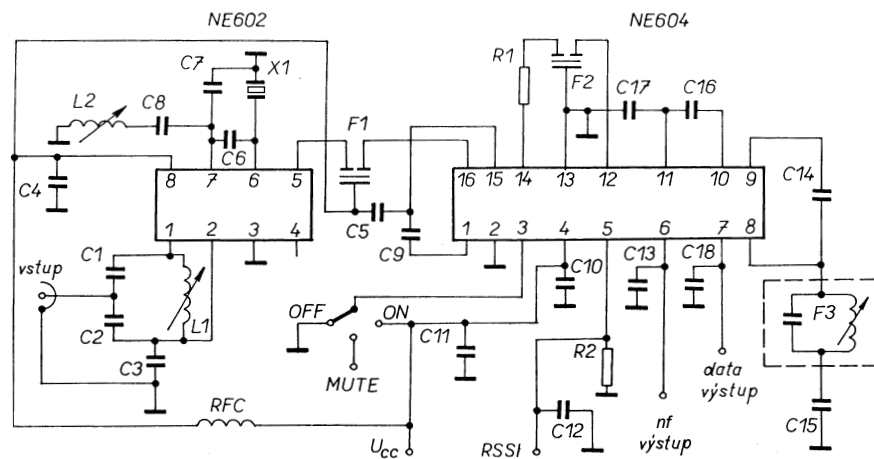 NE602
NE604
C7
X1
R1
F2
C17
C16
L2
C8
C6
F1
8
7
6
5
16
15
14
13
12
11
10
9
C4
C14
C5
C9
1
2
3
4
1
2
3
4
5
6
7
8
vstup
C1
C2
L1
C3
OFF
ON
MUTE
C11
C10
C13
C18
R2
F3
data
výstup
RFC
C12
C15
Ucc
RSSI
nf
výstup